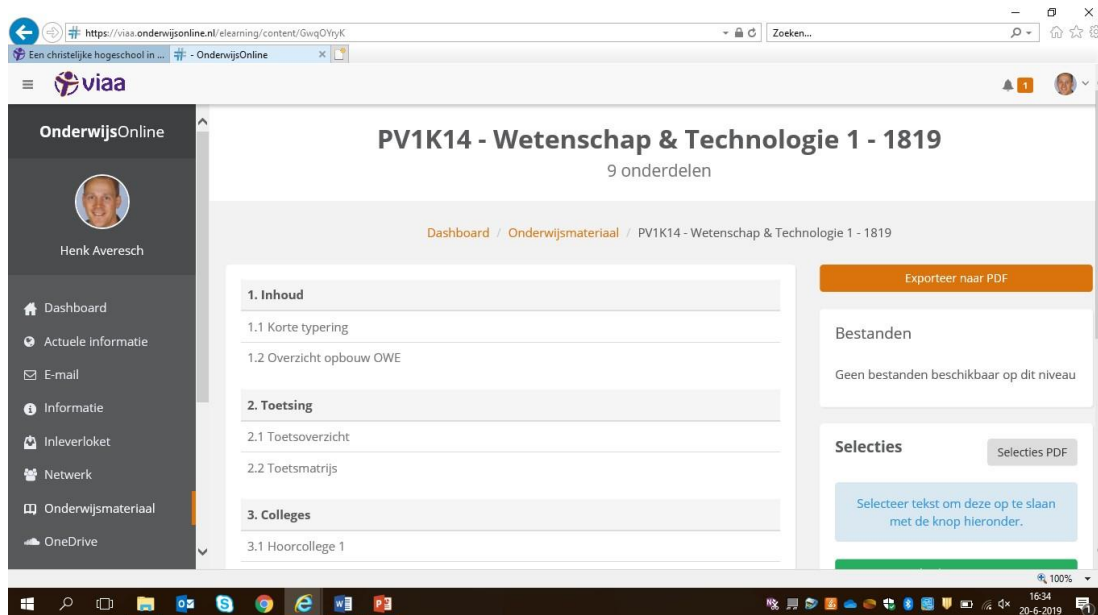 https://viaa.onderwijsonline.nl/elearning/content/GwqOYryK
Zoeken...
Een christelijke hogeschool in ...
- OnderwijsOnline
viaa
1
OnderwijsOnline
Henk Averesch
Dashboard
Actuele informatie
E-mail
Informatie
Inleverloket
Netwerk
Onderwijsmateriaal
OneDrive
PV1K14 - Wetenschap & Technologie 1 - 1819
9 onderdelen
Dashboard / Onderwijsmateriaal / PV1K14 - Wetenschap & Technologie 1 - 1819
1. Inhoud
1.1 Korte typering
1.2 Overzicht opbouw OWE
2. Toetsing
2.1 Toetsoverzicht
2.2 Toetsmatrijs
3. Colleges
3.1 Hoorcollege 1
Exporteer naar PDF
Bestanden
Geen bestanden beschikbaar op dit niveau
Selecties
Selecties PDF
Selecteer tekst om deze op te slaan
met de knop hieronder.
100%
16:34
20-6-2019